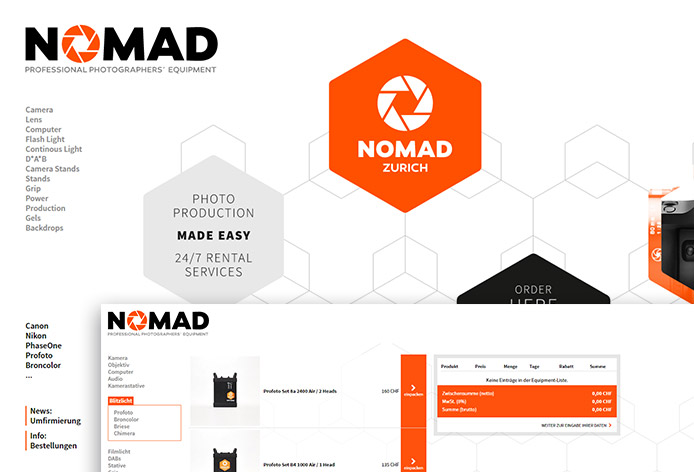 NOMAD
PROFESSIONAL PHOTOGRAPHERS' EQUIPMENT
Camera
Lens
Computer
Flash Light
Continous Light
D*A*B
Camera Stands
Stands
Grip
Power
Production
Gels
Backdrops
Canon
Nikon
PhaseOne
Profoto
Broncolor
...
News:
Umfirmierung
Info:
Bestellungen
NOMAD
ZURICH
PHOTO
PRODUCTION
MADE EASY
24/7 RENTAL
SERVICES
ORDER
HERE
NOMAD
PROFESSIONAL PHOTOGRAPHERS' EQUIPMENT
Kamera
Objektiv
Computer
Audio
Kamerastative
Blitzlicht
Profoto
Broncolor
Briese
Chimera
Filmlicht
DABs
Stative
Profoto Set 8a 2400 Air / 2 Heads
160 CHF
einpacken
Profoto Set B4 1000 Air / 1 Head
135 CHF
Produkt Preis Menge Tage Rabatt Summe
Keine Einträge in der Equipment-Liste.
Zwischensumme (netto) 0,00 CHF
MwSt. (8%) 0,00 CHF
Summe (brutto) 0,00 CHF
WEITER ZUR EINGABE IHRER DATEN